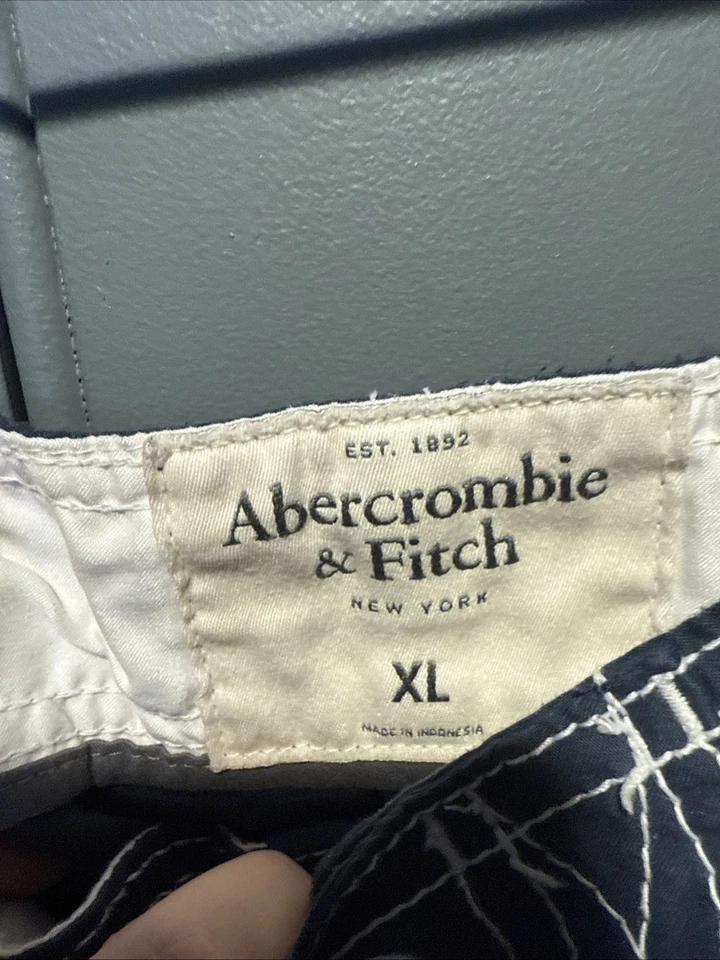 EST. 1892
Abercrombie
& Fitch
NEW YORK
XL
MADE IN INDONESIA